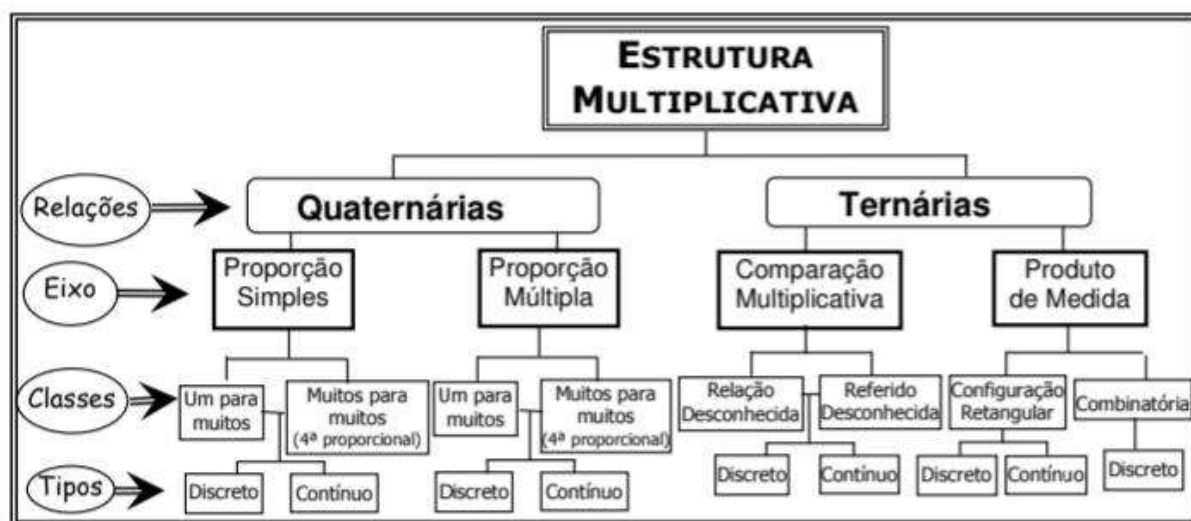 ESTRUTURA
MULTIPLICATIVA
Relações
Quaternárias
Ternárias
Eixo
Proporção
Simples
Proporção
Múltipla
Comparação
Multiplicativa
Produto
de Medida
Classes
Um para
muitos
Muitos para
muitos
(4ª proporcional)
Um para
muitos
Muitos para
muitos
(4ª proporcional)
Relação
Desconhecida
Referido
Desconhecida
Configuração
Retangular
Combinatória
Tipos
Discreto
Contínuo
Discreto
Contínuo
Discreto
Contínuo
Discreto
Contínuo
Discreto